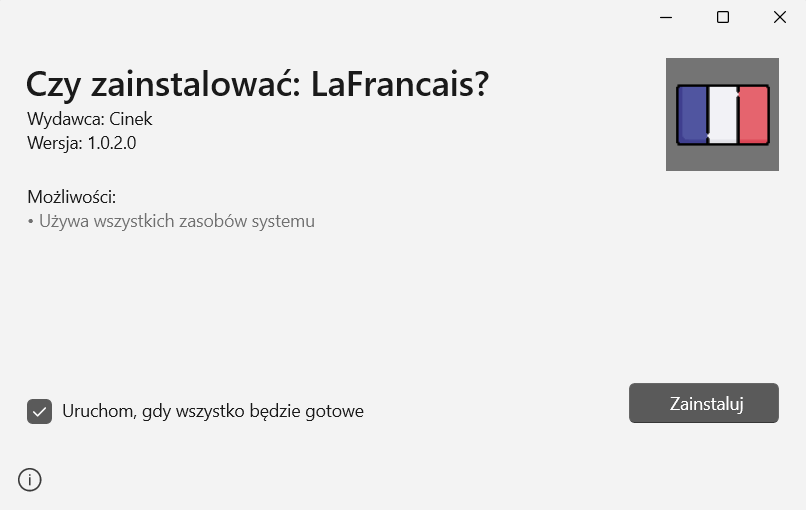 Czy zainstalować: LaFrancais?
Wydawca: Cinek
Wersja: 1.0.2.0
Możliwości:
• Używa wszystkich zasobów systemu
Uruchom, gdy wszystko będzie gotowe
Zainstaluj